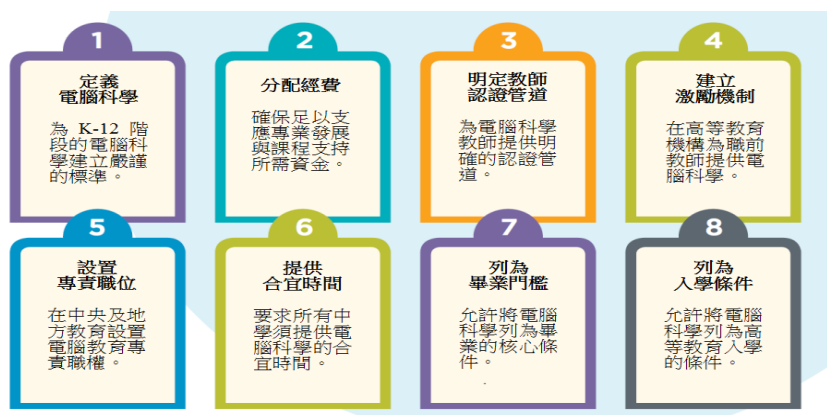 1
定義
電腦科學
為 K-12 階
段的電腦科
學建立嚴謹
的標準。
2
分配經費
確保足以支
應專業發展
與課程支持
所需資金。
3
明定教師
認證管道
為電腦科學
教師提供明
確的認證管
道。
4
建立
激勵機制
在高等教育
機構為職前
教師提供電
腦科學。
5
設置
專責職位
在中央及地
方教育設置
電腦教育專
責職權。
6
提供
合宜時間
要求所有中
學須提供電
腦科學的合
宜時間。
7
列為
畢業門檻
允許將電腦
科學列為畢
業的核心條
件。
.
8
列為
入學條件
允許將電腦
科學列為高
等教育入學
的條件。